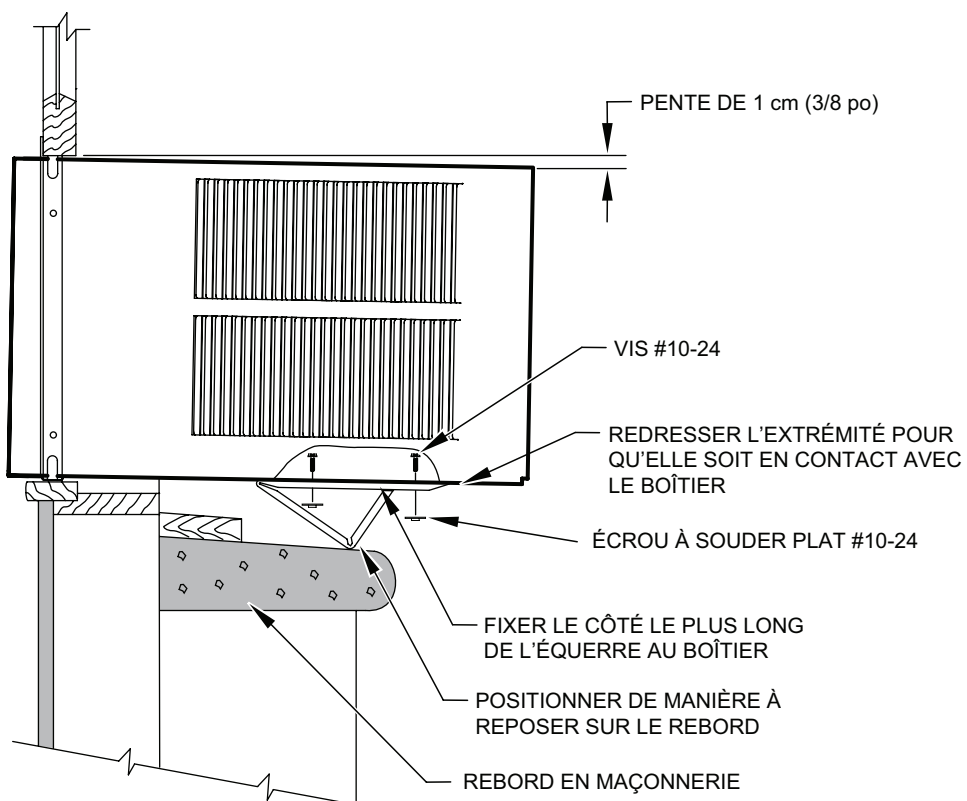 PENTE DE 1 cm (3/8 po)
VIS #10-24
REDRESSER L'EXTRÉMITÉ POUR
QU'ELLE SOIT EN CONTACT AVEC
LE BOÎTIER
ÉCROU À SOUDER PLAT #10-24
FIXER LE CÔTÉ LE PLUS LONG
DE L'ÉQUERRE AU BOÎTIER
POSITIONNER DE MANIÈRE À
REPOSER SUR LE REBORD
REBORD EN MAÇONNERIE